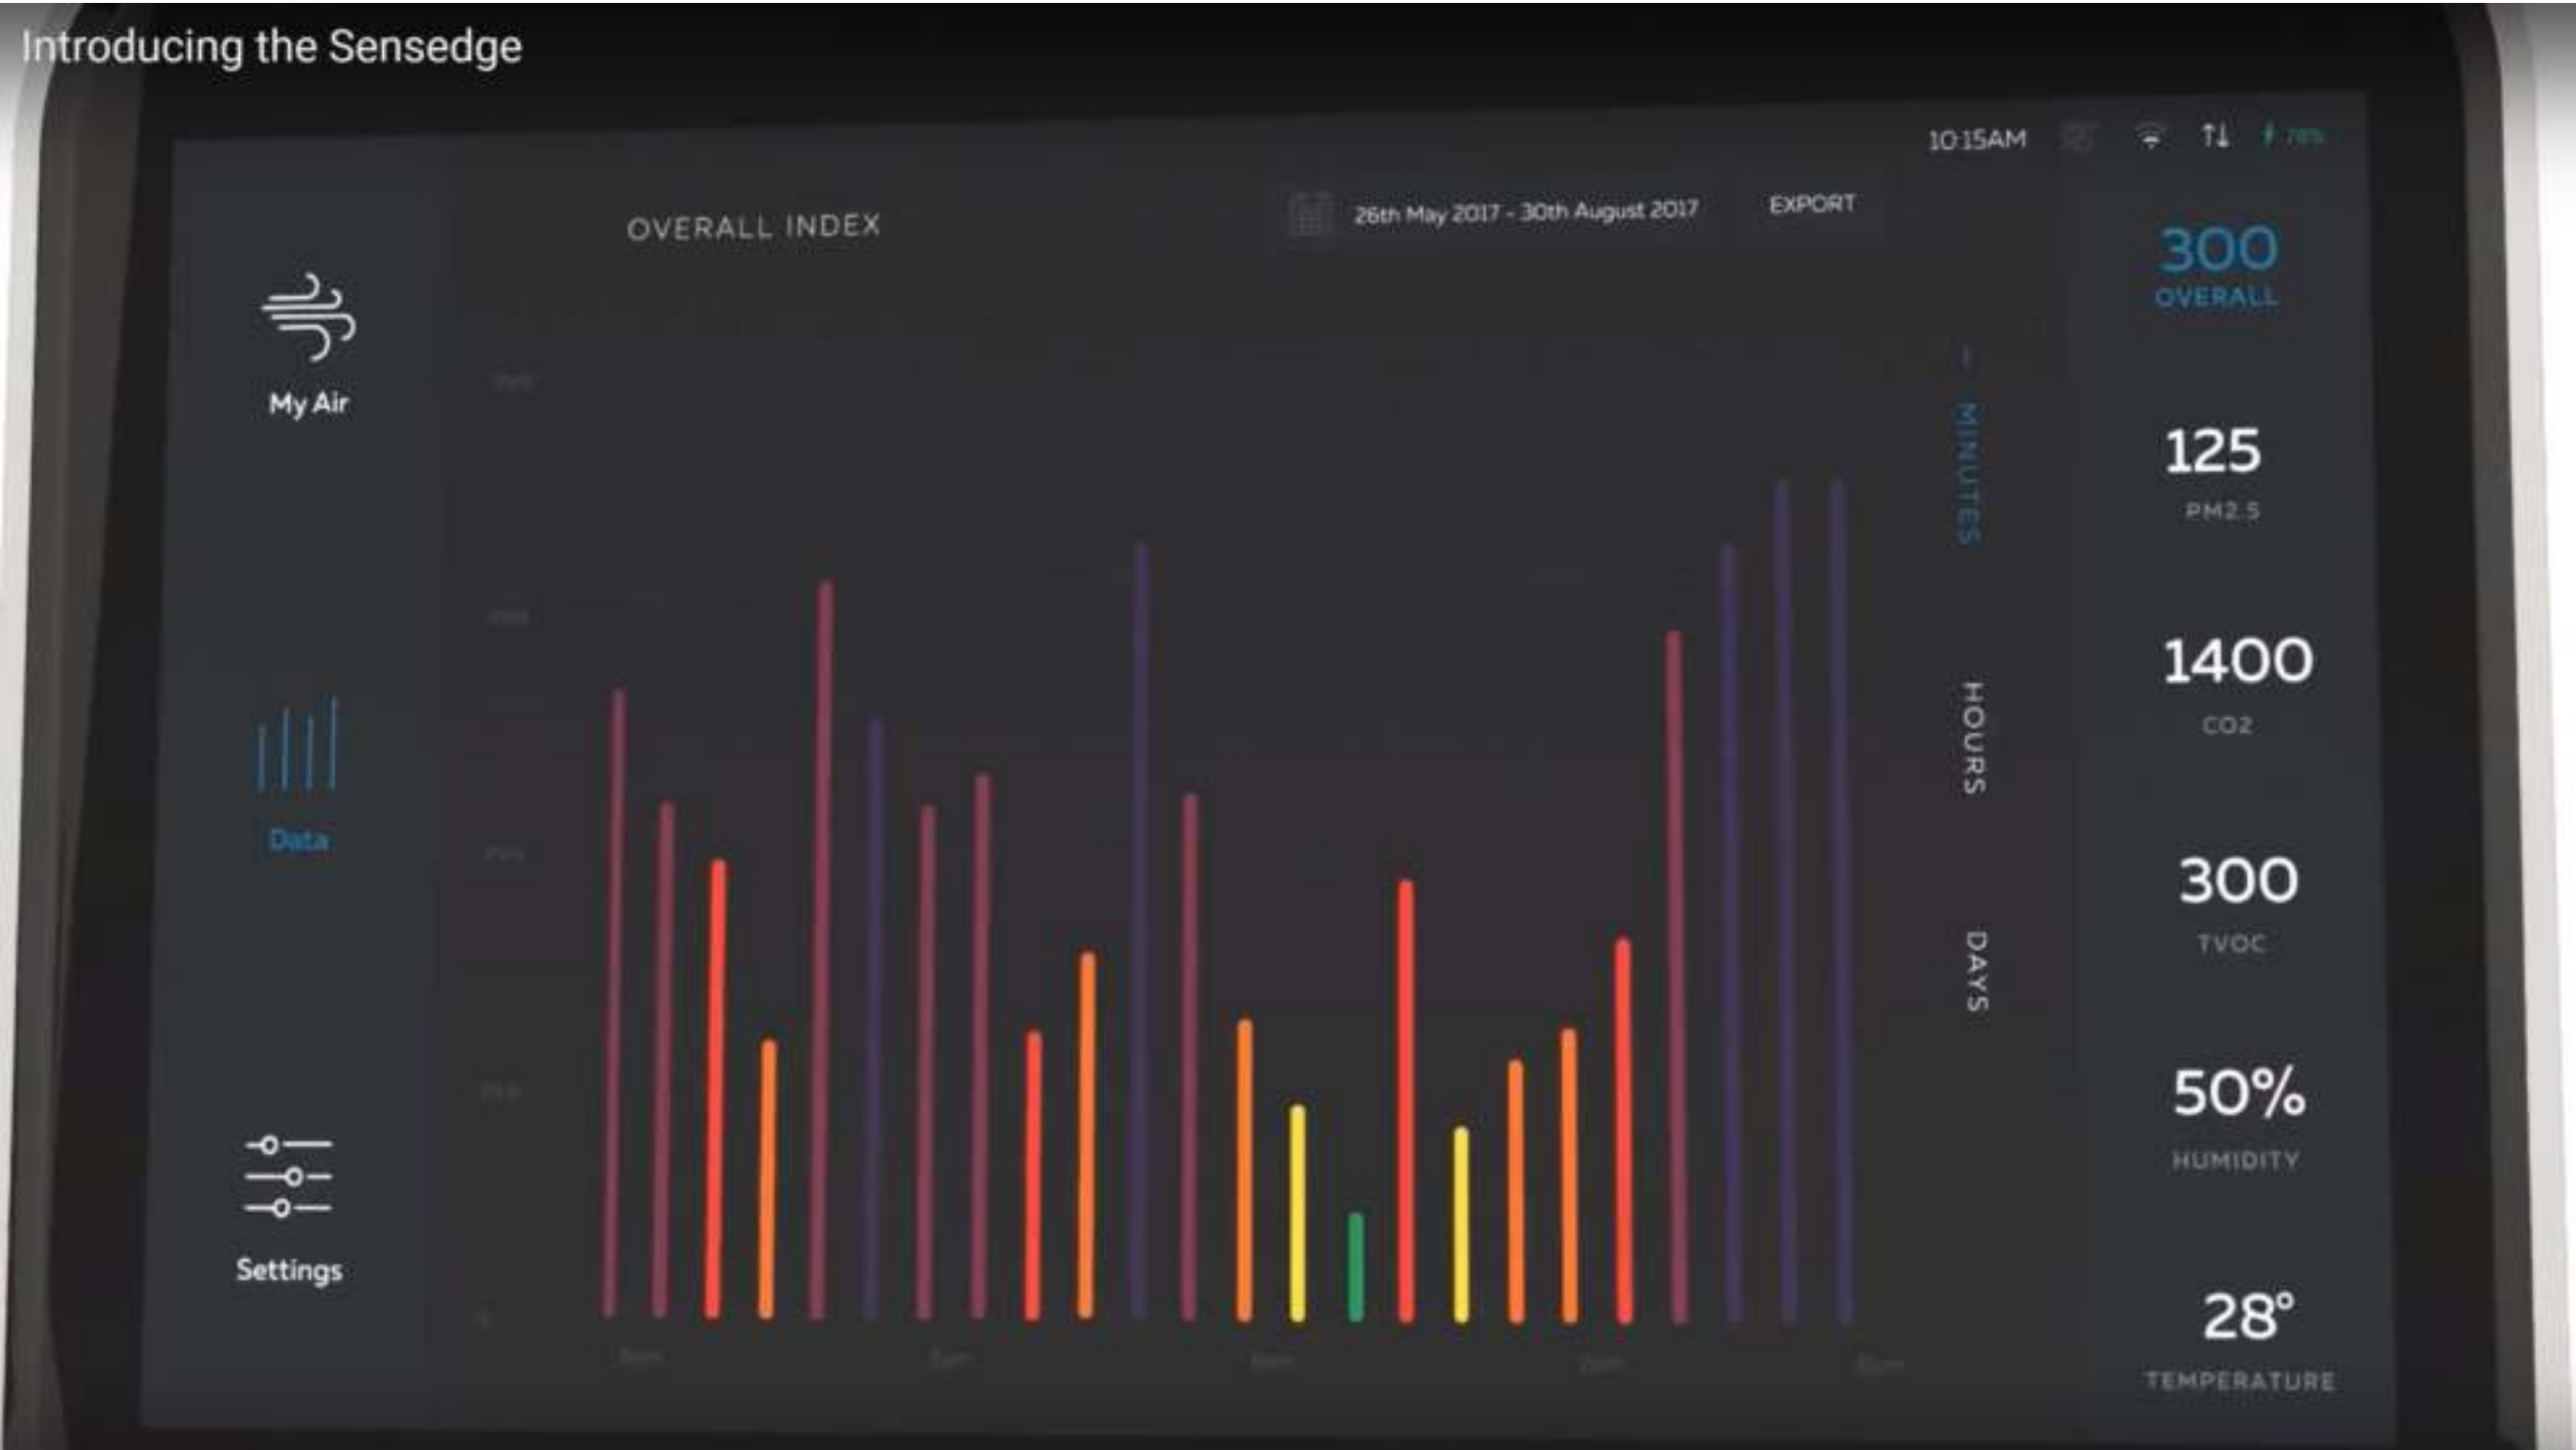 Introducing the Sensedge
10:15AM
78%
OVERALL INDEX
26th May 2017 - 30th August 2017
EXPORT
300
OVERALL
My Air
MINUTES
125
PM2.5
HOURS
1400
CO2
Data
DAYS
300
TVOC
50%
HUMIDITY
Settings
28°
TEMPERATURE